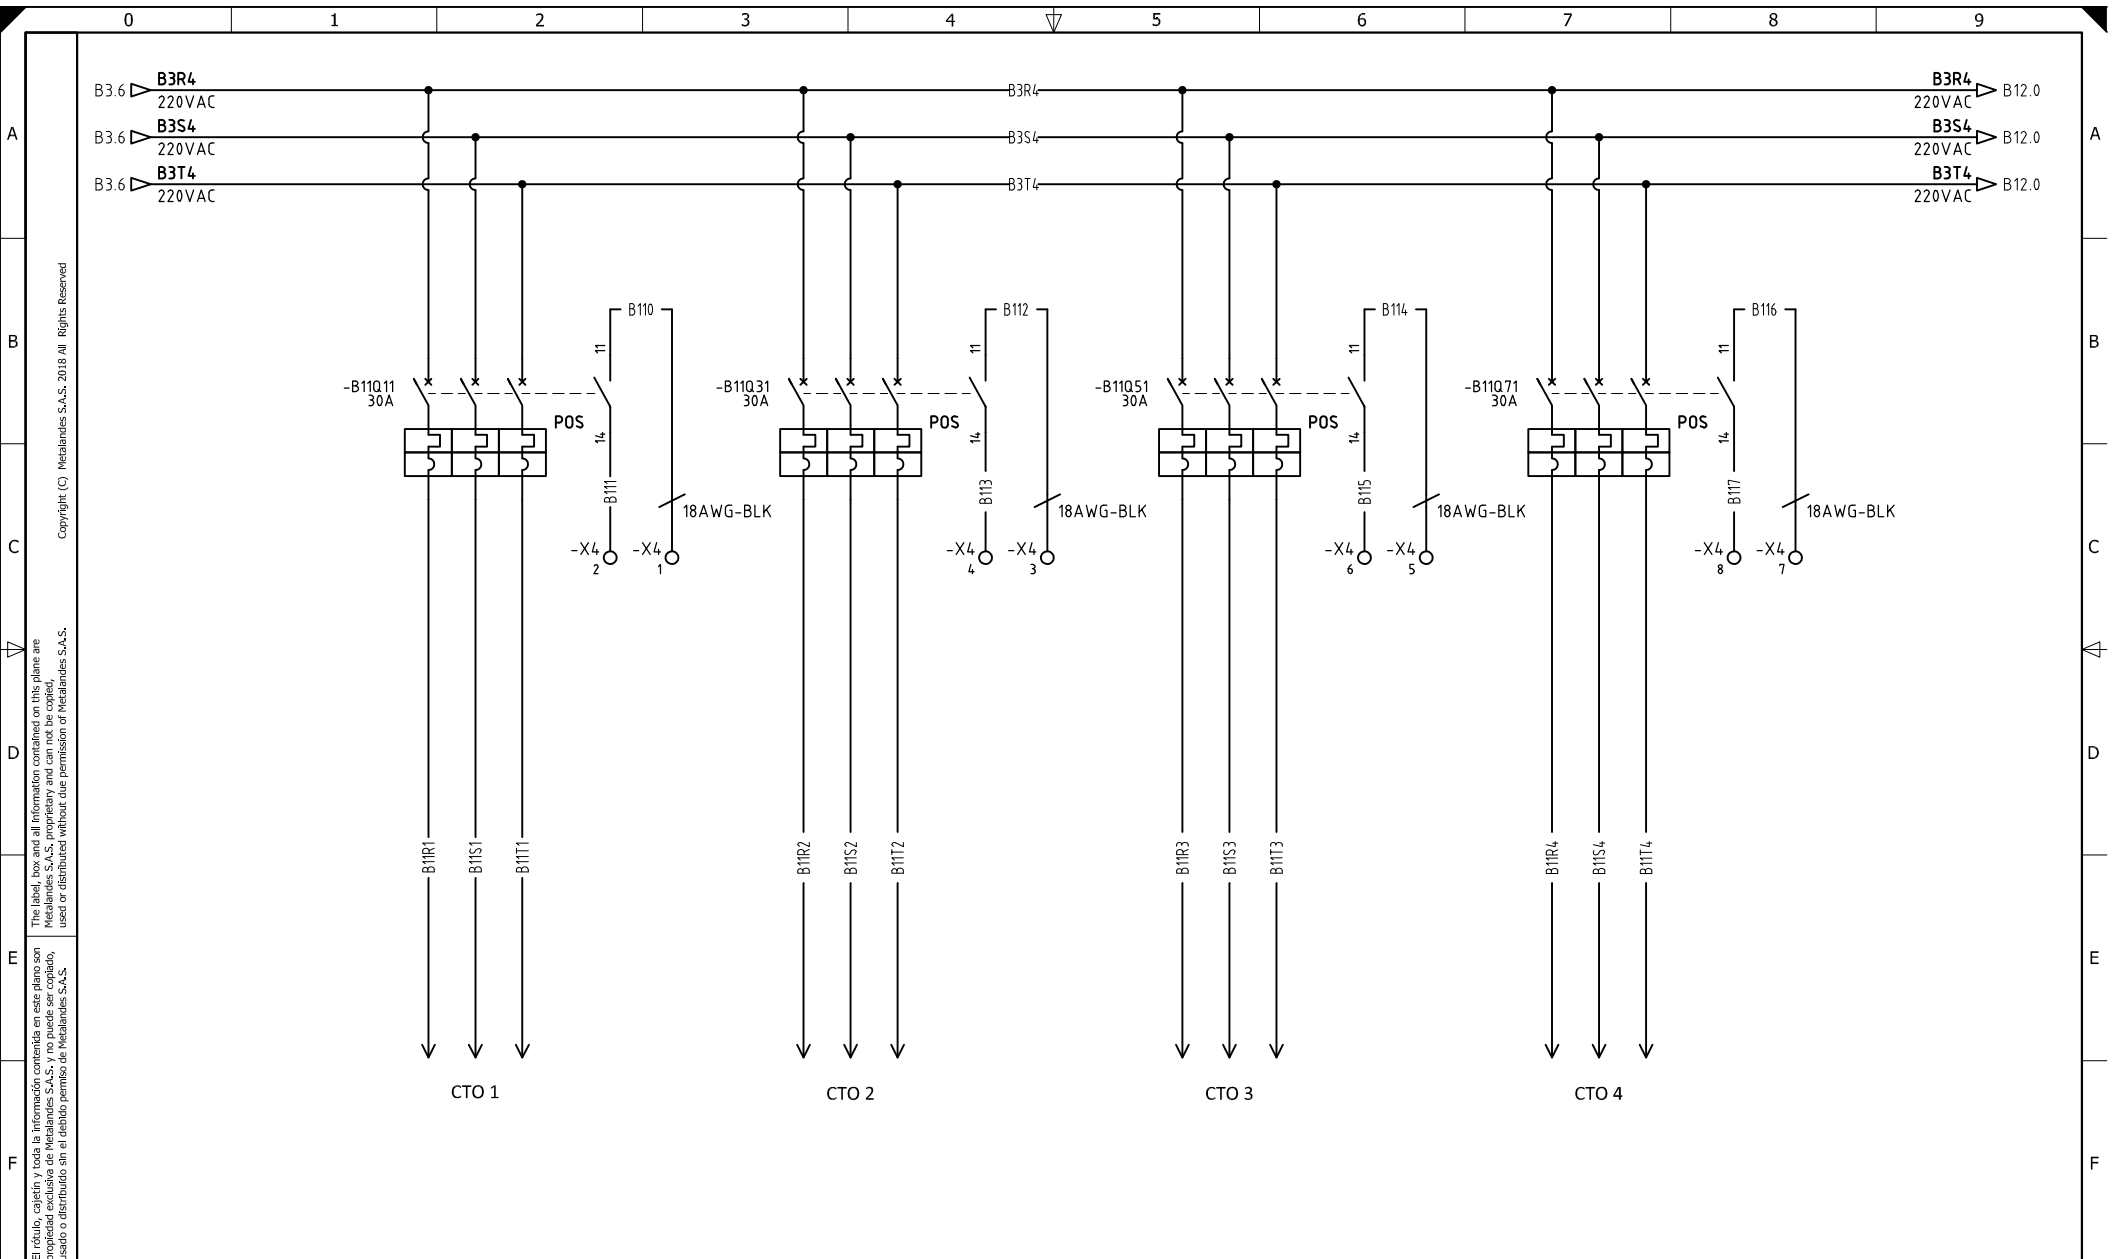 0 1 2 3 4 5 6 7 8 9
B3.6 B3R4 B3R4 B3R4 B12.0
220VAC 220VAC
A A
B3.6 B3S4 B3S4 B3S4 B12.0
220VAC 220VAC
B3.6 B3T4 B3T4 B3T4 B12.0
220VAC 220VAC
B110 B112 B114 B116
B B
11 11 11 11
-B11Q11 -B11Q31 -B11Q51 -B11Q71
30A 30A 30A 30A
POS POS POS POS
14 14 14 14
B111 B113 B115 B117
18AWG-BLK 18AWG-BLK 18AWG-BLK 18AWG-BLK
C C
-X4 -X4 -X4 -X4 -X4 -X4 -X4 -X4
2 1 4 3 6 5 8 7
D D
B11R1 B11S1 B11T1 B11R2 B11S2 B11T2 B11R3 B11S3 B11T3 B11R4 B11S4 B11T4
E E
CTO 1 CTO 2 CTO 3 CTO 4
F F
Copyright (C) Metalandes S.A.S. 2018 All Rights Reserved
The label, box and all information contained on this plane are
Metalandes S.A.S. proprietary and can not be copied,
used or distributed without due permission of Metalandes S.A.S.
El rótulo, cajetín y toda la información contenida en este plano son
propiedad exclusiva de Metalandes S.A.S. y no puede ser copiado,
usado o distribuido sin el debido permiso de Metalandes S.A.S.